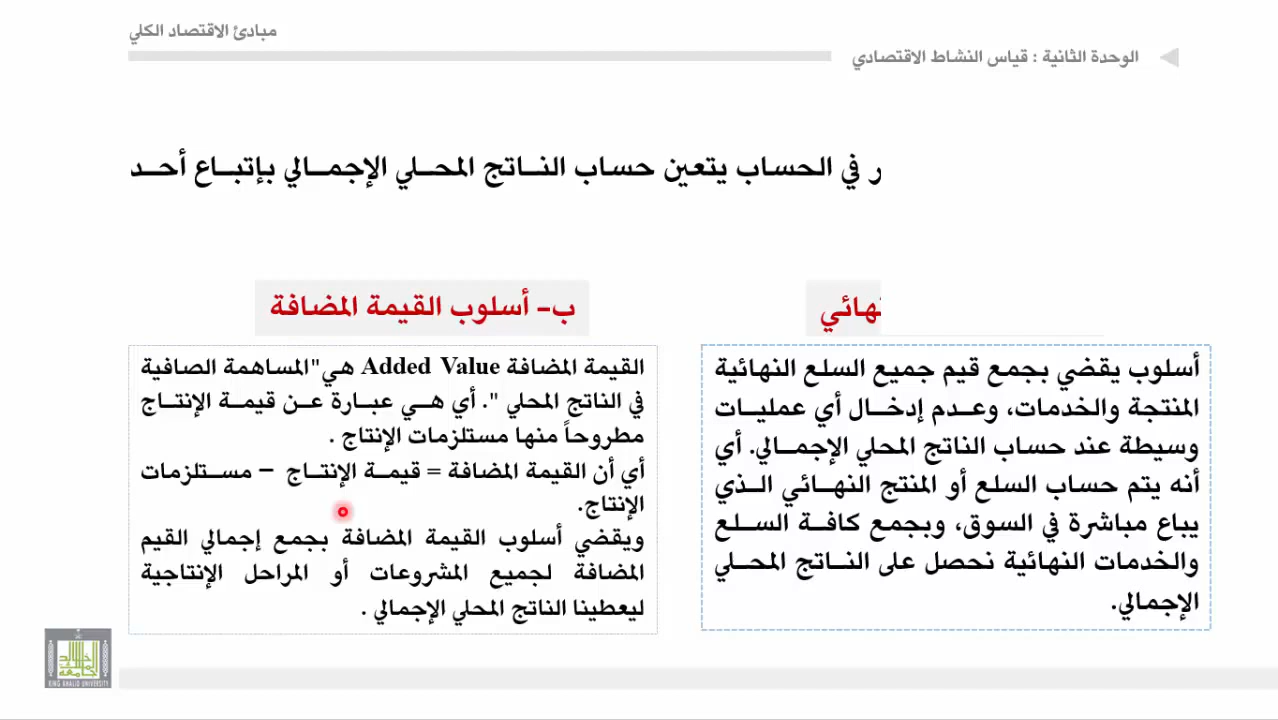 مبادئ الاقتصاد الكلي
الوحدة الثانية : قياس النشاط الاقتصادي
في الحساب يتعين حساب الناتج المحلي الإجمالي بإتباع أحد
ب- أسلوب القيمة المضافة
أسلوب يقضي بجمع قيم جميع السلع النهائية
المنتجة والخدمات، وعدم إدخال أي عمليات
وسيطة عند حساب الناتج المحلي الإجمالي. أي
أنه يتم حساب السلع أو المنتج النهائي الذي
يباع مباشرة في السوق، وبجمع كافة السلع
والخدمات النهائية نحصل على الناتج المحلي
الإجمالي.
القيمة المضافة Added Value هي"المساهمة الصافية
في الناتج المحلي ". أي هي عبارة عن قيمة الإنتاج
مطروحاً منها مستلزمات الإنتاج .
أي أن القيمة المضافة = قيمة الإنتاج – مستلزمات
الإنتاج.
ويقضي أسلوب القيمة المضافة بجمع إجمالي القيم
المضافة لجميع المشروعات أو المراحل الإنتاجية
ليعطينا الناتج المحلي الإجمالي .
KING KHALID UNIVERSITY